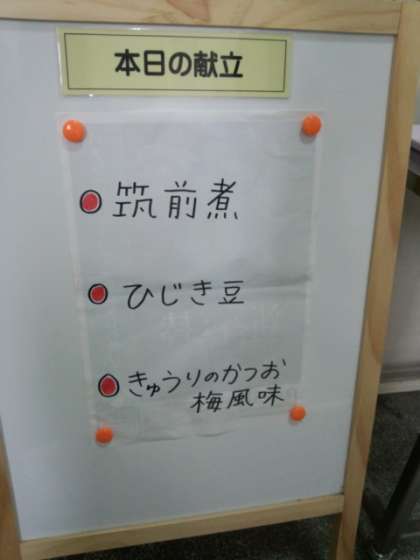 本日の献立
筑前煮
ひじき豆
きゅうりのかつお
梅風味